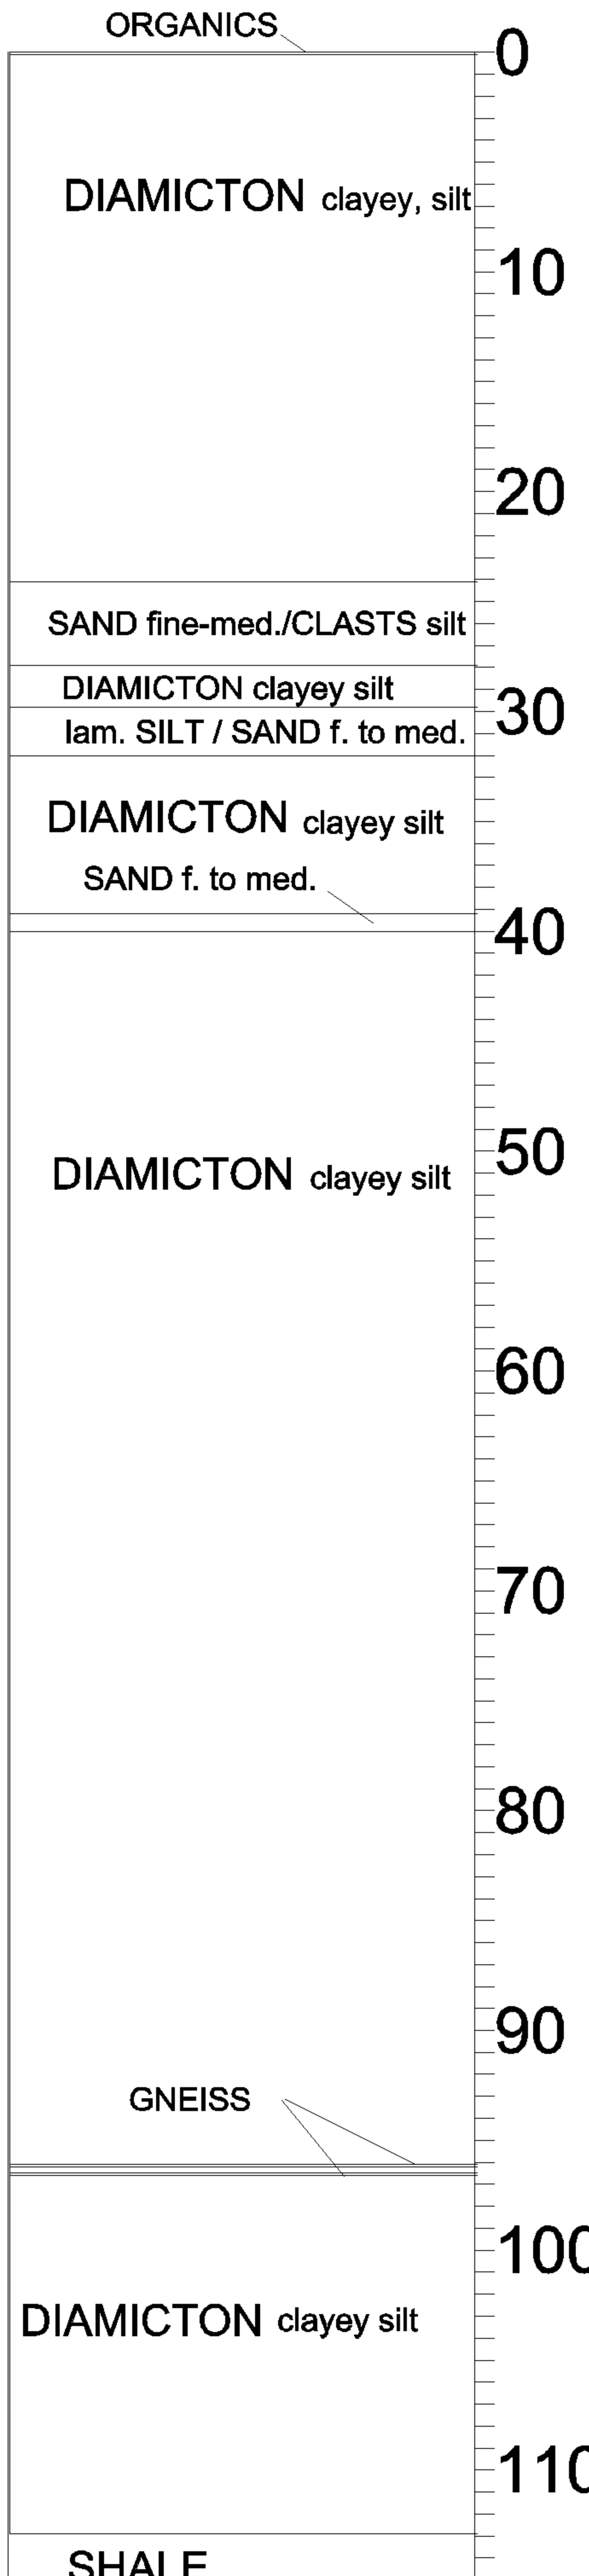 ORGANICS
0
DIAMICTON clayey, silt
10
20
SAND fine-med./CLASTS silt
DIAMICTON clayey silt
30
lam. SILT / SAND f. to med.
DIAMICTON clayey silt
SAND f. to med.
40
50
DIAMICTON clayey silt
60
70
80
90
GNEISS
100
DIAMICTON clayey silt
110
SHALE